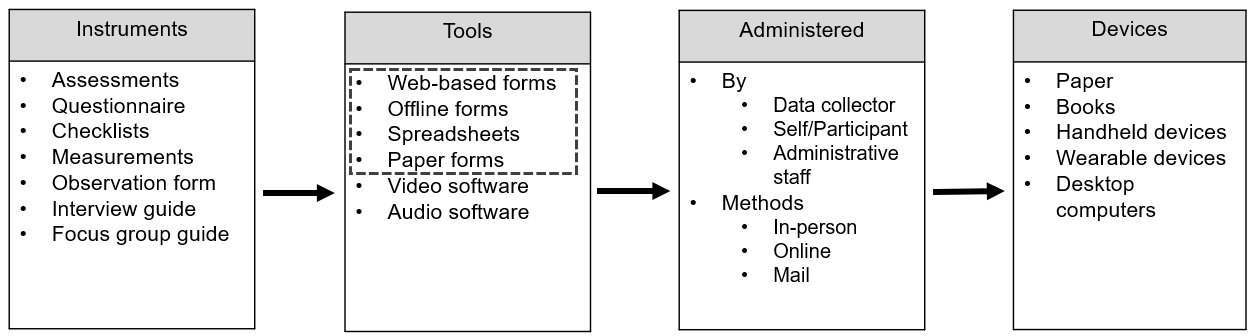 Instruments
• Assessments
• Questionnaire
• Checklists
• Measurements
• Observation form
• Interview guide
• Focus group guide
Tools
• Web-based forms
• Offline forms
• Spreadsheets
• Paper forms
• Video software
• Audio software
Administered
• By
• Data collector
• Self/Participant
• Administrative
staff
• Methods
• In-person
• Online
• Mail
Devices
• Paper
• Books
• Handheld devices
• Wearable devices
• Desktop
computers